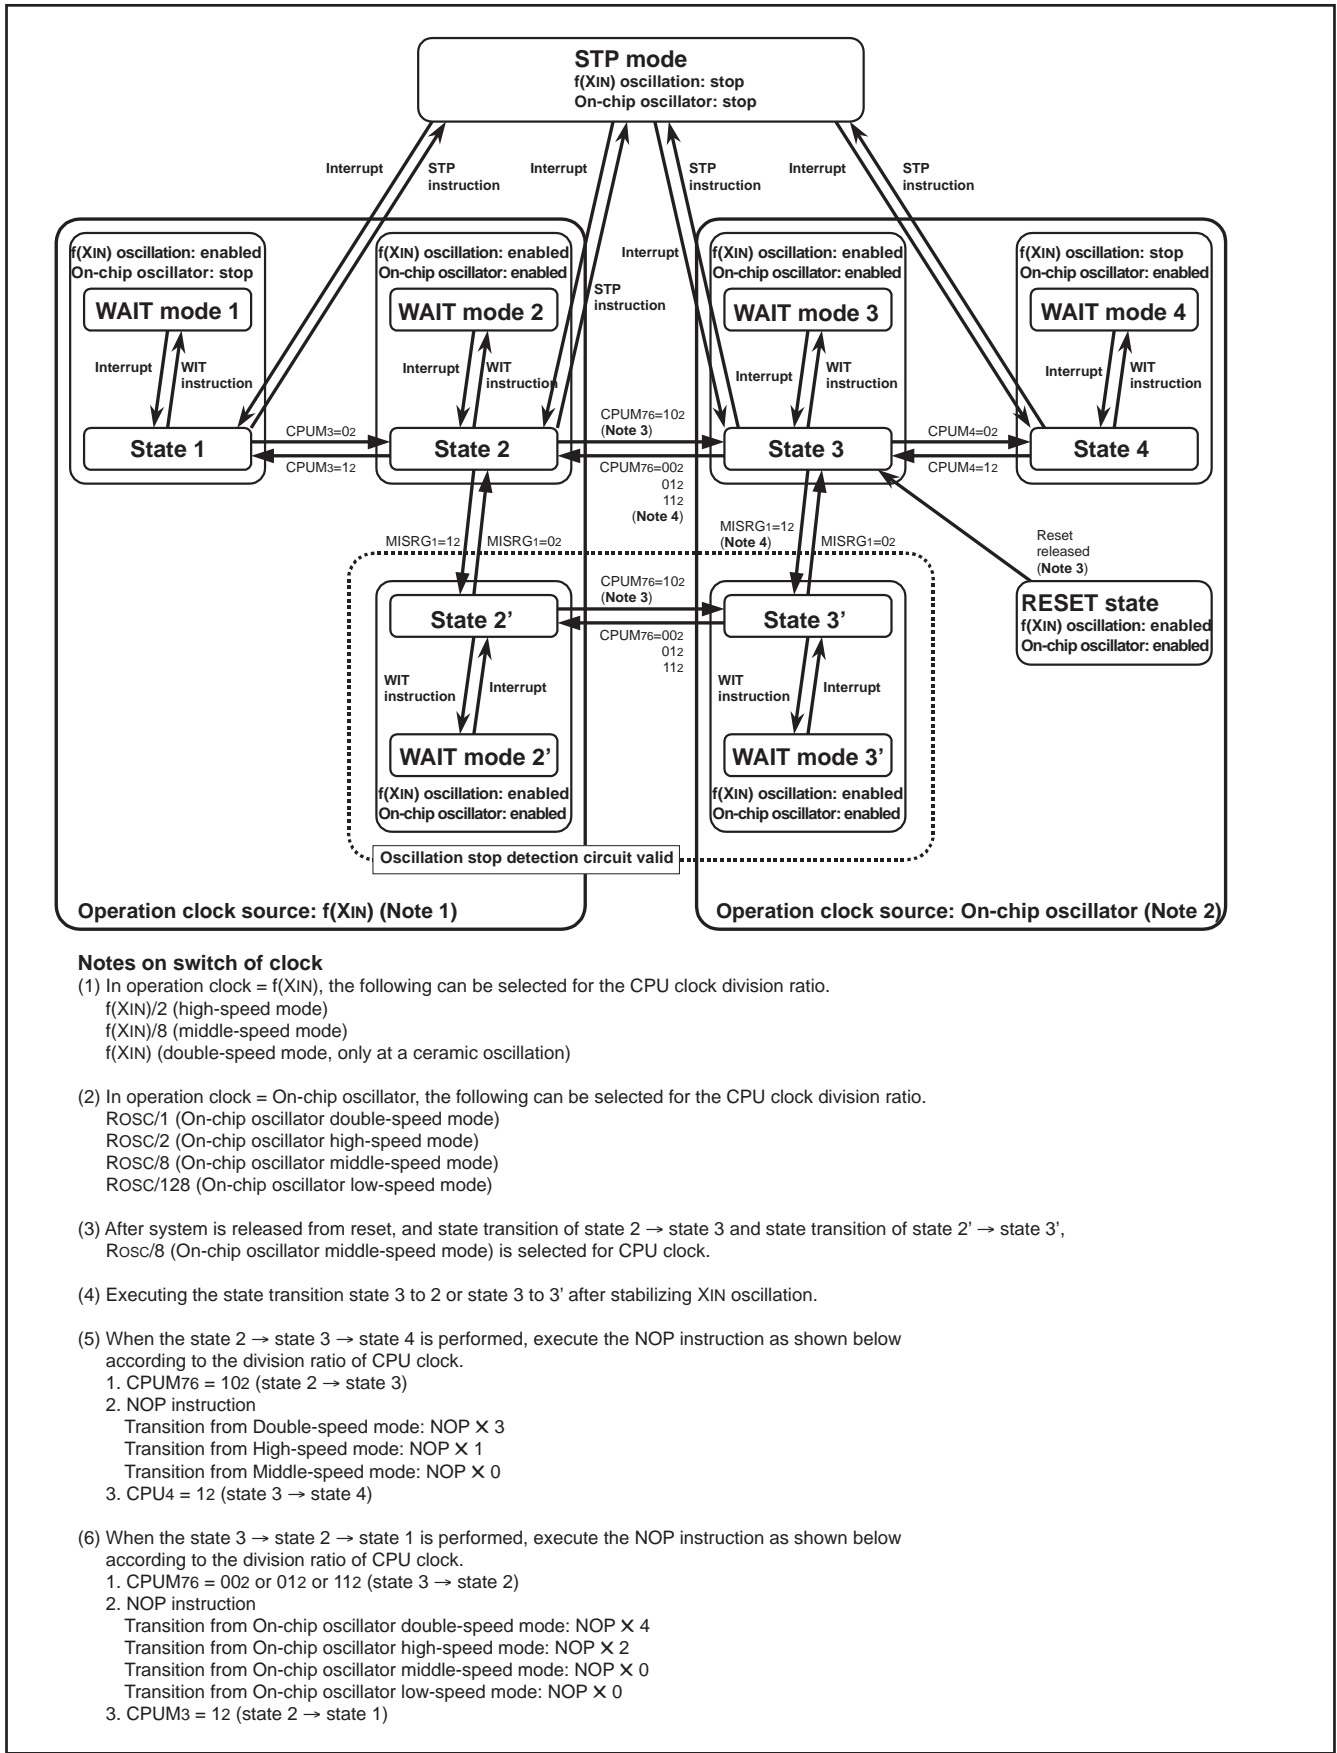 STP mode
f(XIN) oscillation: stop
On-chip oscillator: stop
Interrupt
STP
instruction
Interrupt
STP
instruction
Interrupt
STP
instruction
Interrupt
STP
instruction
f(XIN) oscillation: enabled
On-chip oscillator: stop
WAIT mode 1
Interrupt
WIT
instruction
State 1
CPUM3=02
CPUM3=12
f(XIN) oscillation: enabled
On-chip oscillator: enabled
WAIT mode 2
Interrupt
WIT
instruction
State 2
CPUM76=102
(Note 3)
CPUM76=002
012
112
(Note 4)
f(XIN) oscillation: enabled
On-chip oscillator: enabled
WAIT mode 3
Interrupt
WIT
instruction
State 3
CPUM4=02
CPUM4=12
f(XIN) oscillation: stop
On-chip oscillator: enabled
WAIT mode 4
Interrupt
WIT
instruction
State 4
MISRG1=12
MISRG1=02
MISRG1=12
(Note 4)
MISRG1=02
Reset
released
(Note 3)
RESET state
f(XIN) oscillation: enabled
On-chip oscillator: enabled
State 2’
CPUM76=102
(Note 3)
CPUM76=002
012
112
State 3’
WIT
instruction
Interrupt
WIT
instruction
Interrupt
WAIT mode 2’
f(XIN) oscillation: enabled
On-chip oscillator: enabled
WAIT mode 3’
f(XIN) oscillation: enabled
On-chip oscillator: enabled
Oscillation stop detection circuit valid
Operation clock source: f(XIN) (Note 1)
Operation clock source: On-chip oscillator (Note 2)
Notes on switch of clock
(1) In operation clock = f(XIN), the following can be selected for the CPU clock division ratio.
f(XIN)/2 (high-speed mode)
f(XIN)/8 (middle-speed mode)
f(XIN) (double-speed mode, only at a ceramic oscillation)
(2) In operation clock = On-chip oscillator, the following can be selected for the CPU clock division ratio.
ROSC/1 (On-chip oscillator double-speed mode)
ROSC/2 (On-chip oscillator high-speed mode)
ROSC/8 (On-chip oscillator middle-speed mode)
ROSC/128 (On-chip oscillator low-speed mode)
(3) After system is released from reset, and state transition of state 2 → state 3 and state transition of state 2' → state 3',
ROSC/8 (On-chip oscillator middle-speed mode) is selected for CPU clock.
(4) Executing the state transition state 3 to 2 or state 3 to 3' after stabilizing XIN oscillation.
(5) When the state 2 → state 3 → state 4 is performed, execute the NOP instruction as shown below
according to the division ratio of CPU clock.
1. CPUM76 = 102 (state 2 → state 3)
2. NOP instruction
Transition from Double-speed mode: NOP X 3
Transition from High-speed mode: NOP X 1
Transition from Middle-speed mode: NOP X 0
3. CPU4 = 12 (state 3 → state 4)
(6) When the state 3 → state 2 → state 1 is performed, execute the NOP instruction as shown below
according to the division ratio of CPU clock.
1. CPUM76 = 002 or 012 or 112 (state 3 → state 2)
2. NOP instruction
Transition from On-chip oscillator double-speed mode: NOP X 4
Transition from On-chip oscillator high-speed mode: NOP X 2
Transition from On-chip oscillator middle-speed mode: NOP X 0
Transition from On-chip oscillator low-speed mode: NOP X 0
3. CPUM3 = 12 (state 2 → state 1)